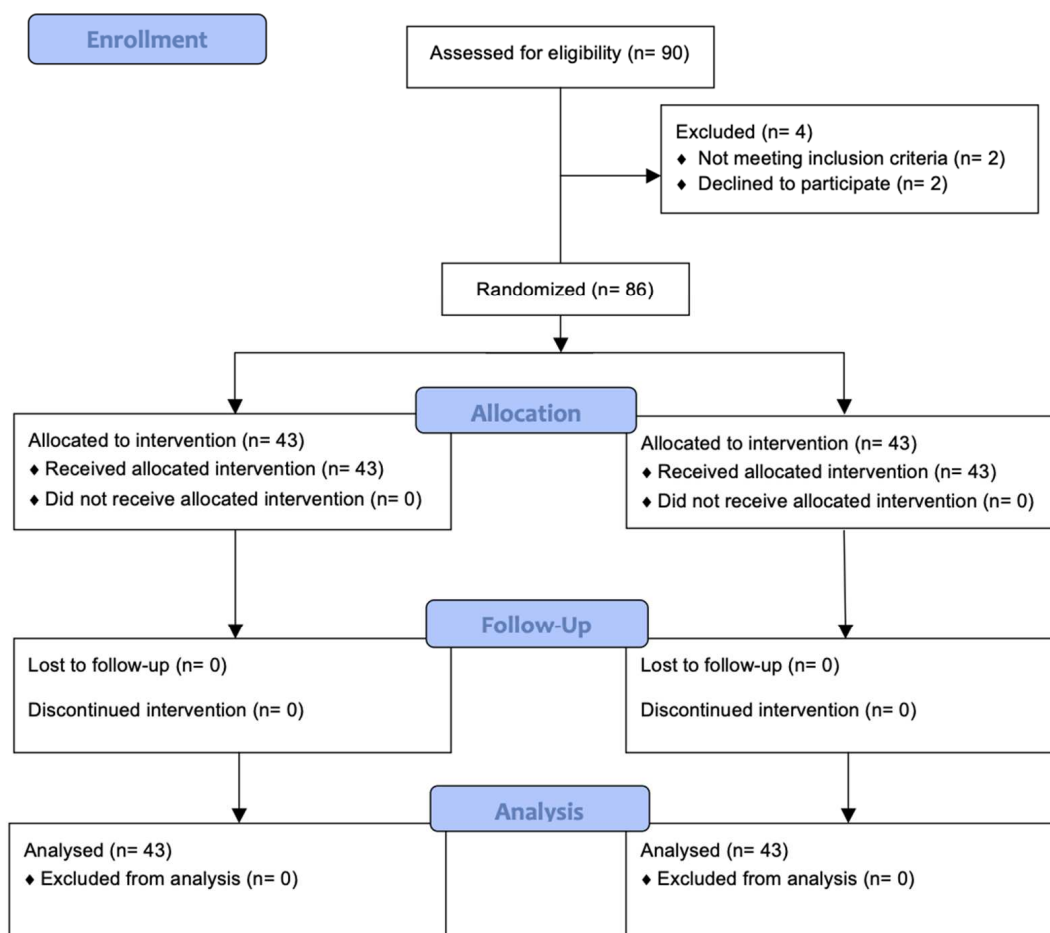 Enrollment
Assessed for eligibility (n= 90)
Excluded (n= 4)
♦ Not meeting inclusion criteria (n= 2)
♦ Declined to participate (n= 2)
Randomized (n= 86)
Allocation
Allocated to intervention (n= 43)
♦ Received allocated intervention (n= 43)
♦ Did not receive allocated intervention (n= 0)
Allocated to intervention (n= 43)
♦ Received allocated intervention (n= 43)
♦ Did not receive allocated intervention (n= 0)
Follow-Up
Lost to follow-up (n= 0)
Discontinued intervention (n= 0)
Lost to follow-up (n= 0)
Discontinued intervention (n= 0)
Analysis
Analysed (n= 43)
♦ Excluded from analysis (n= 0)
Analysed (n= 43)
♦ Excluded from analysis (n= 0)